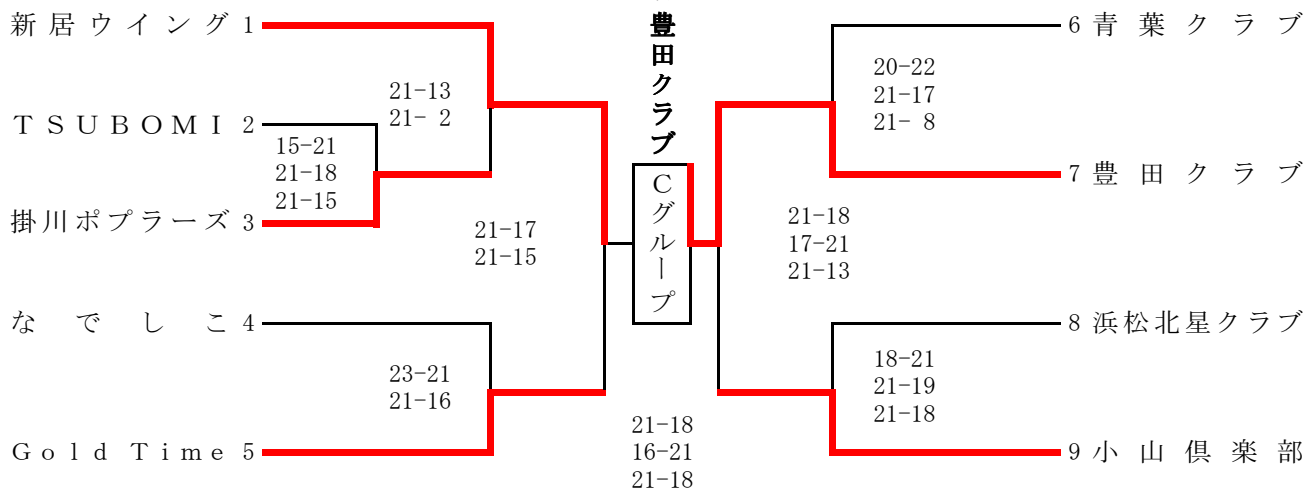 豊田クラブ
新居ウイング 1
21-13
21- 2
TSUBOMI 2
15-21
21-18
21-15
掛川ポプラーズ 3
21-17
21-15
なでしこ 4
23-21
21-16
Gold Time 5
Cグループ
21-18
16-21
21-18
6 青葉クラブ
20-22
21-17
21- 8
7 豊田クラブ
21-18
17-21
21-13
8 浜松北星クラブ
18-21
21-19
21-18
9 小山倶楽部